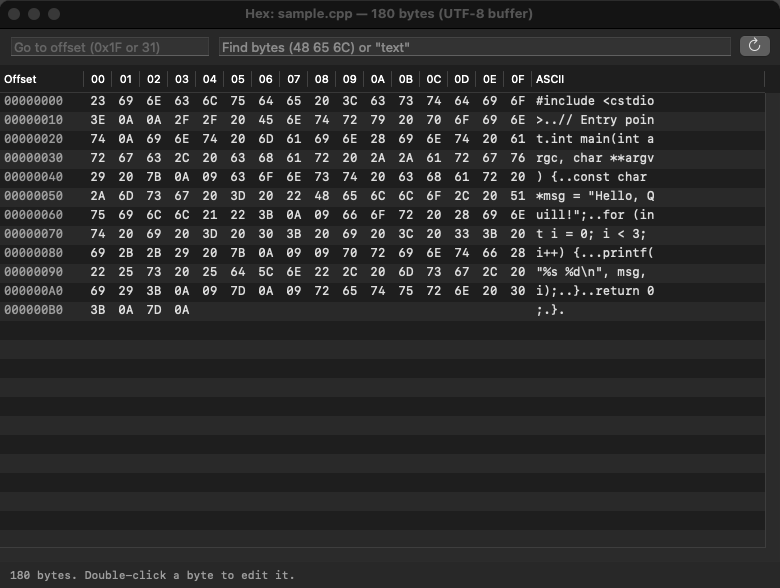 Hex: sample.cpp — 180 bytes (UTF-8 buffer)
Go to offset (0x1F or 31) Find bytes (48 65 6C) or "text"
Offset 00 01 02 03 04 05 06 07 08 09 0A 0B 0C 0D 0E 0F ASCII
00000000 23 69 6E 63 6C 75 64 65 20 3C 63 73 74 64 69 6F #include <cstdio
00000010 3E 0A 0A 2F 2F 20 45 6E 74 72 79 20 70 6F 69 6E >..// Entry poin
00000020 74 0A 69 6E 74 20 6D 61 69 6E 28 69 6E 74 20 61 t.int main(int a
00000030 72 67 63 2C 20 63 68 61 72 20 2A 2A 61 72 67 76 rgc, char **argv
00000040 29 20 7B 0A 09 63 6F 6E 73 74 20 63 68 61 72 20 ) {..const char
00000050 2A 6D 73 67 20 3D 20 22 48 65 6C 6C 6F 2C 20 51 *msg = "Hello, Q
00000060 75 69 6C 6C 21 22 3B 0A 09 66 6F 72 20 28 69 6E uill!";..for (in
00000070 74 20 69 20 3D 20 30 3B 20 69 20 3C 20 33 3B 20 t i = 0; i < 3;
00000080 69 2B 2B 29 20 7B 0A 09 09 70 72 69 6E 74 66 28 i++) {...printf(
00000090 22 25 73 20 25 64 5C 6E 22 2C 20 6D 73 67 2C 20 "%s %d\n", msg,
000000A0 69 29 3B 0A 09 7D 0A 09 72 65 74 75 72 6E 20 30 i);..}..return 0
000000B0 3B 0A 7D 0A ;.}.
180 bytes. Double-click a byte to edit it.